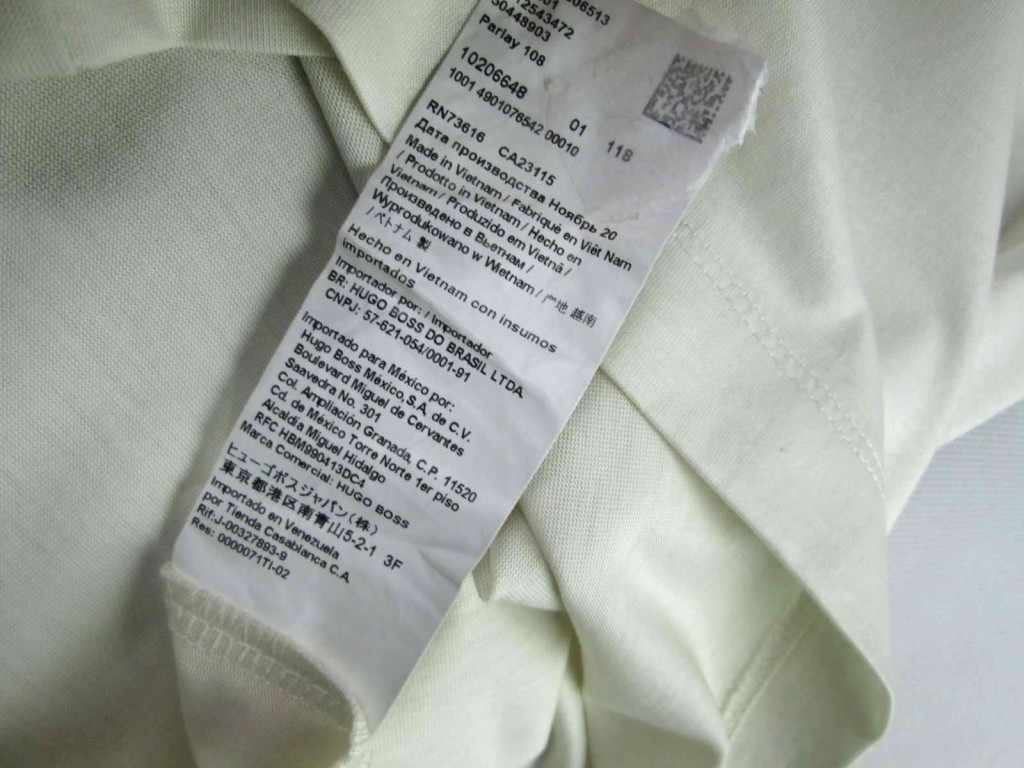 12543472
50448903
Parlay 108
10206648 01 118
1001 4901076542 00010
RN73616 CA23115
Дата производства Ноябрь 20
Made in Vietnam / Fabriqué en Viêt Nam
/ Prodotto in Vietnam / Hecho en
Vietnam / Produzido em Vietnã /
Произведено в Вьетнам /
Wyprodukowano w Wietnam / 产地 越南
/ ベトナム 製
Hecho en Vietnam con insumos
importados
Importador por: / Importador
BR: HUGO BOSS DO BRASIL LTDA
CNPJ: 57-621-054/0001-91
Importado para México por:
Hugo Boss México,S.A. de C.V.
Boulevard Miguel de Cervantes
Saavedra No. 301
Col. Ampliación Granada, C.P. 11520
Cd. de México Torre Norte 1er piso
Alcaldía Miguel Hidalgo
RFC HBM990413DC4
Marca Comercial: HUGO BOSS
ヒューゴボスジャパン(株)
東京都港区南青山5-2-1 3F
Importado en Venezuela
por Tienda Casablanca C.A.
Rif:J-00327893-9
Res: 0000071TI-02